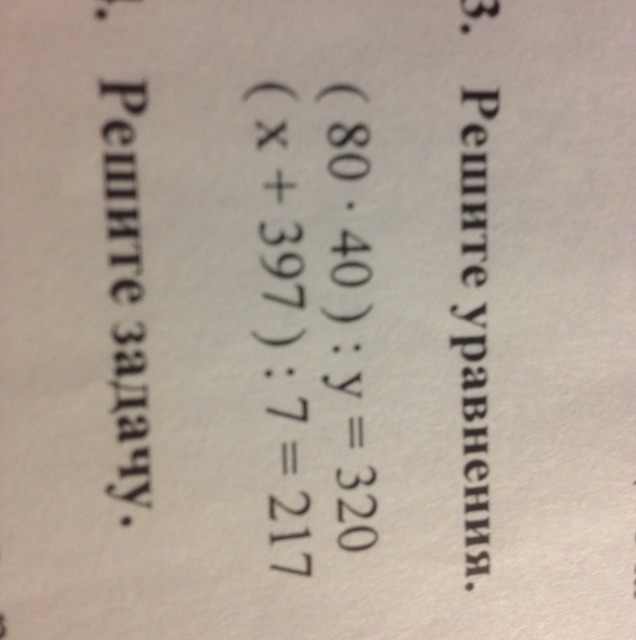 3. Решите уравнения.
( 80 · 40 ) : у = 320
( х + 397 ) : 7 = 217
Решите задачу.